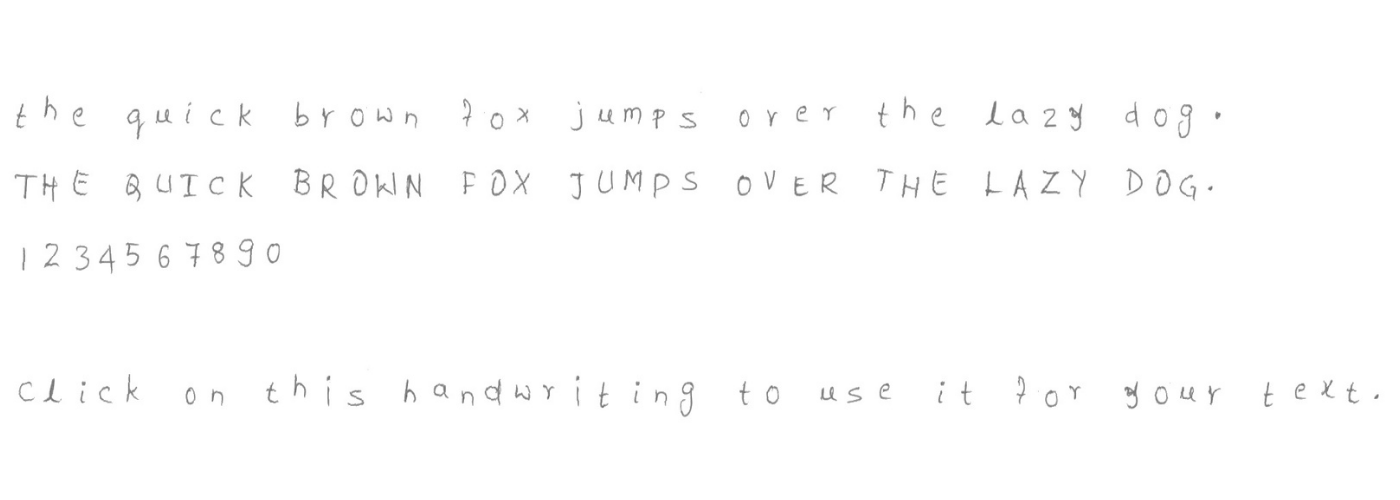 the quick brown fox jumps over the lazy dog.
THE QUICK BROWN FOX JUMPS OVER THE LAZY DOG.
1234567890
Click on this handwriting to use it for your text.